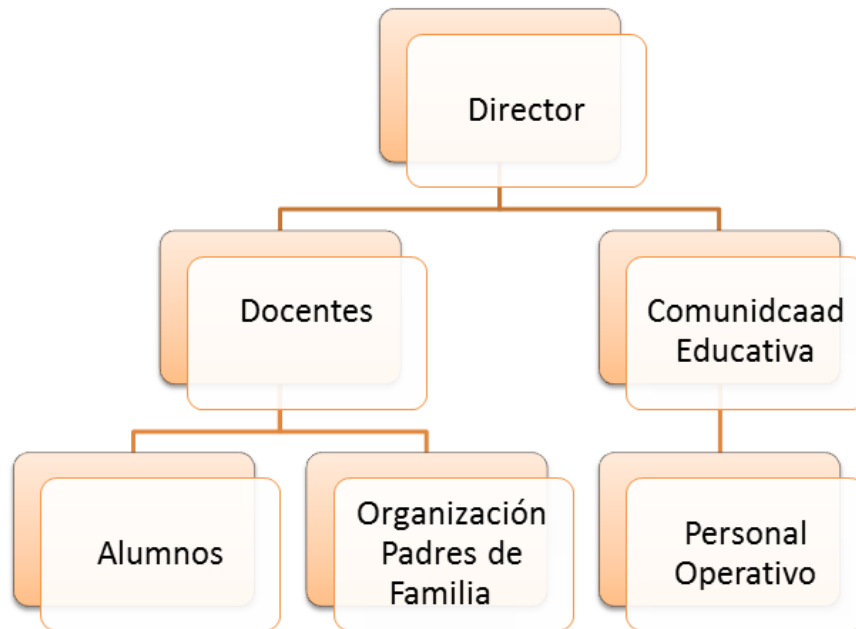 Director
Docentes
Comunidcaad
Educativa
Alumnos
Organización
Padres de
Familia
Personal
Operativo